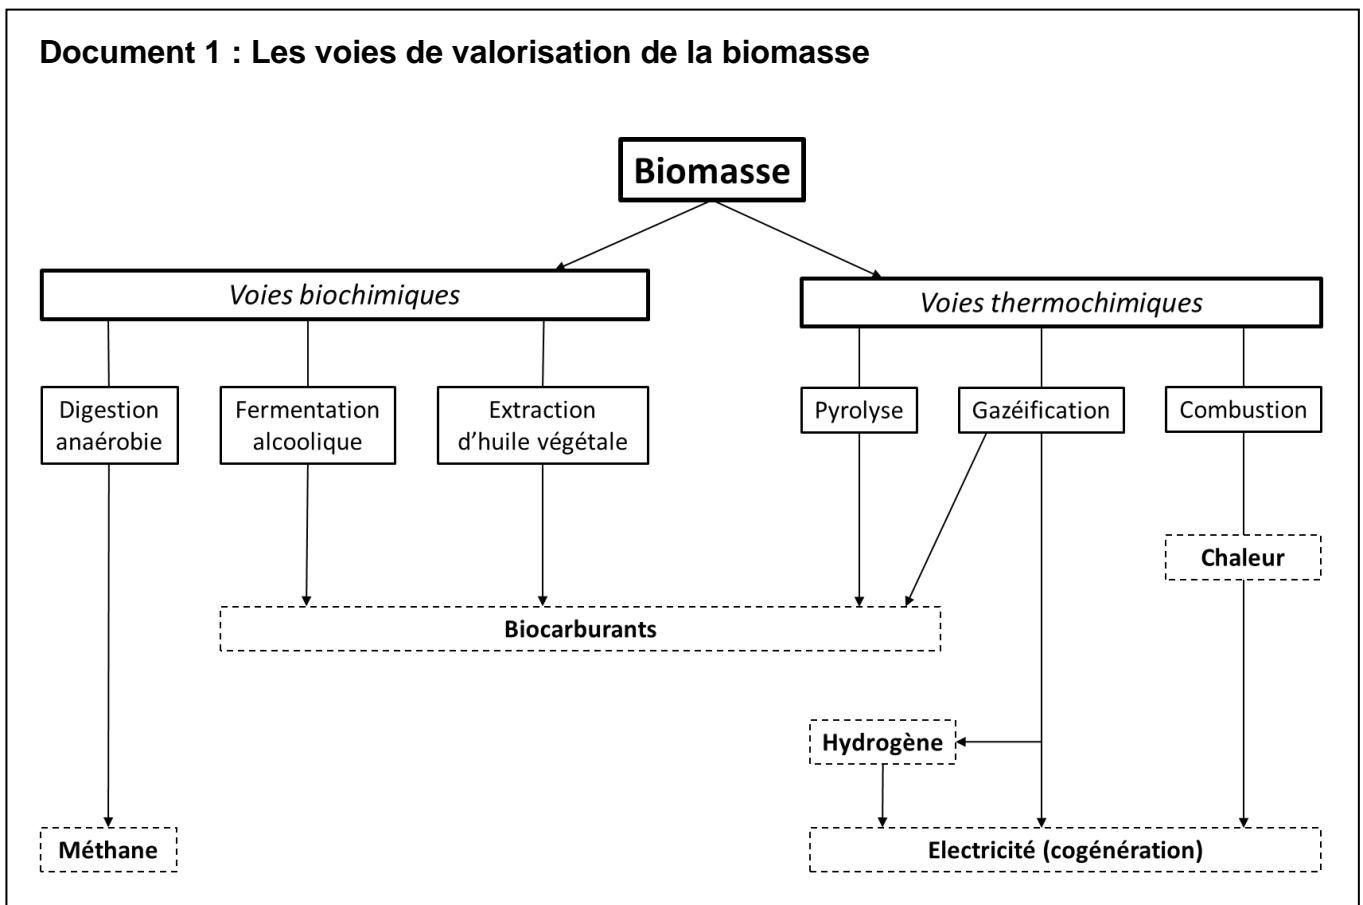 Document 1 : Les voies de valorisation de la biomasse
Biomasse
Voies biochimiques
Voies thermochimiques
Digestion
anaérobie
Fermentation
alcoolique
Extraction
d’huile végétale
Pyrolyse
Gazéification
Combustion
Chaleur
Biocarburants
Hydrogène
Méthane
Electricité (cogénération)